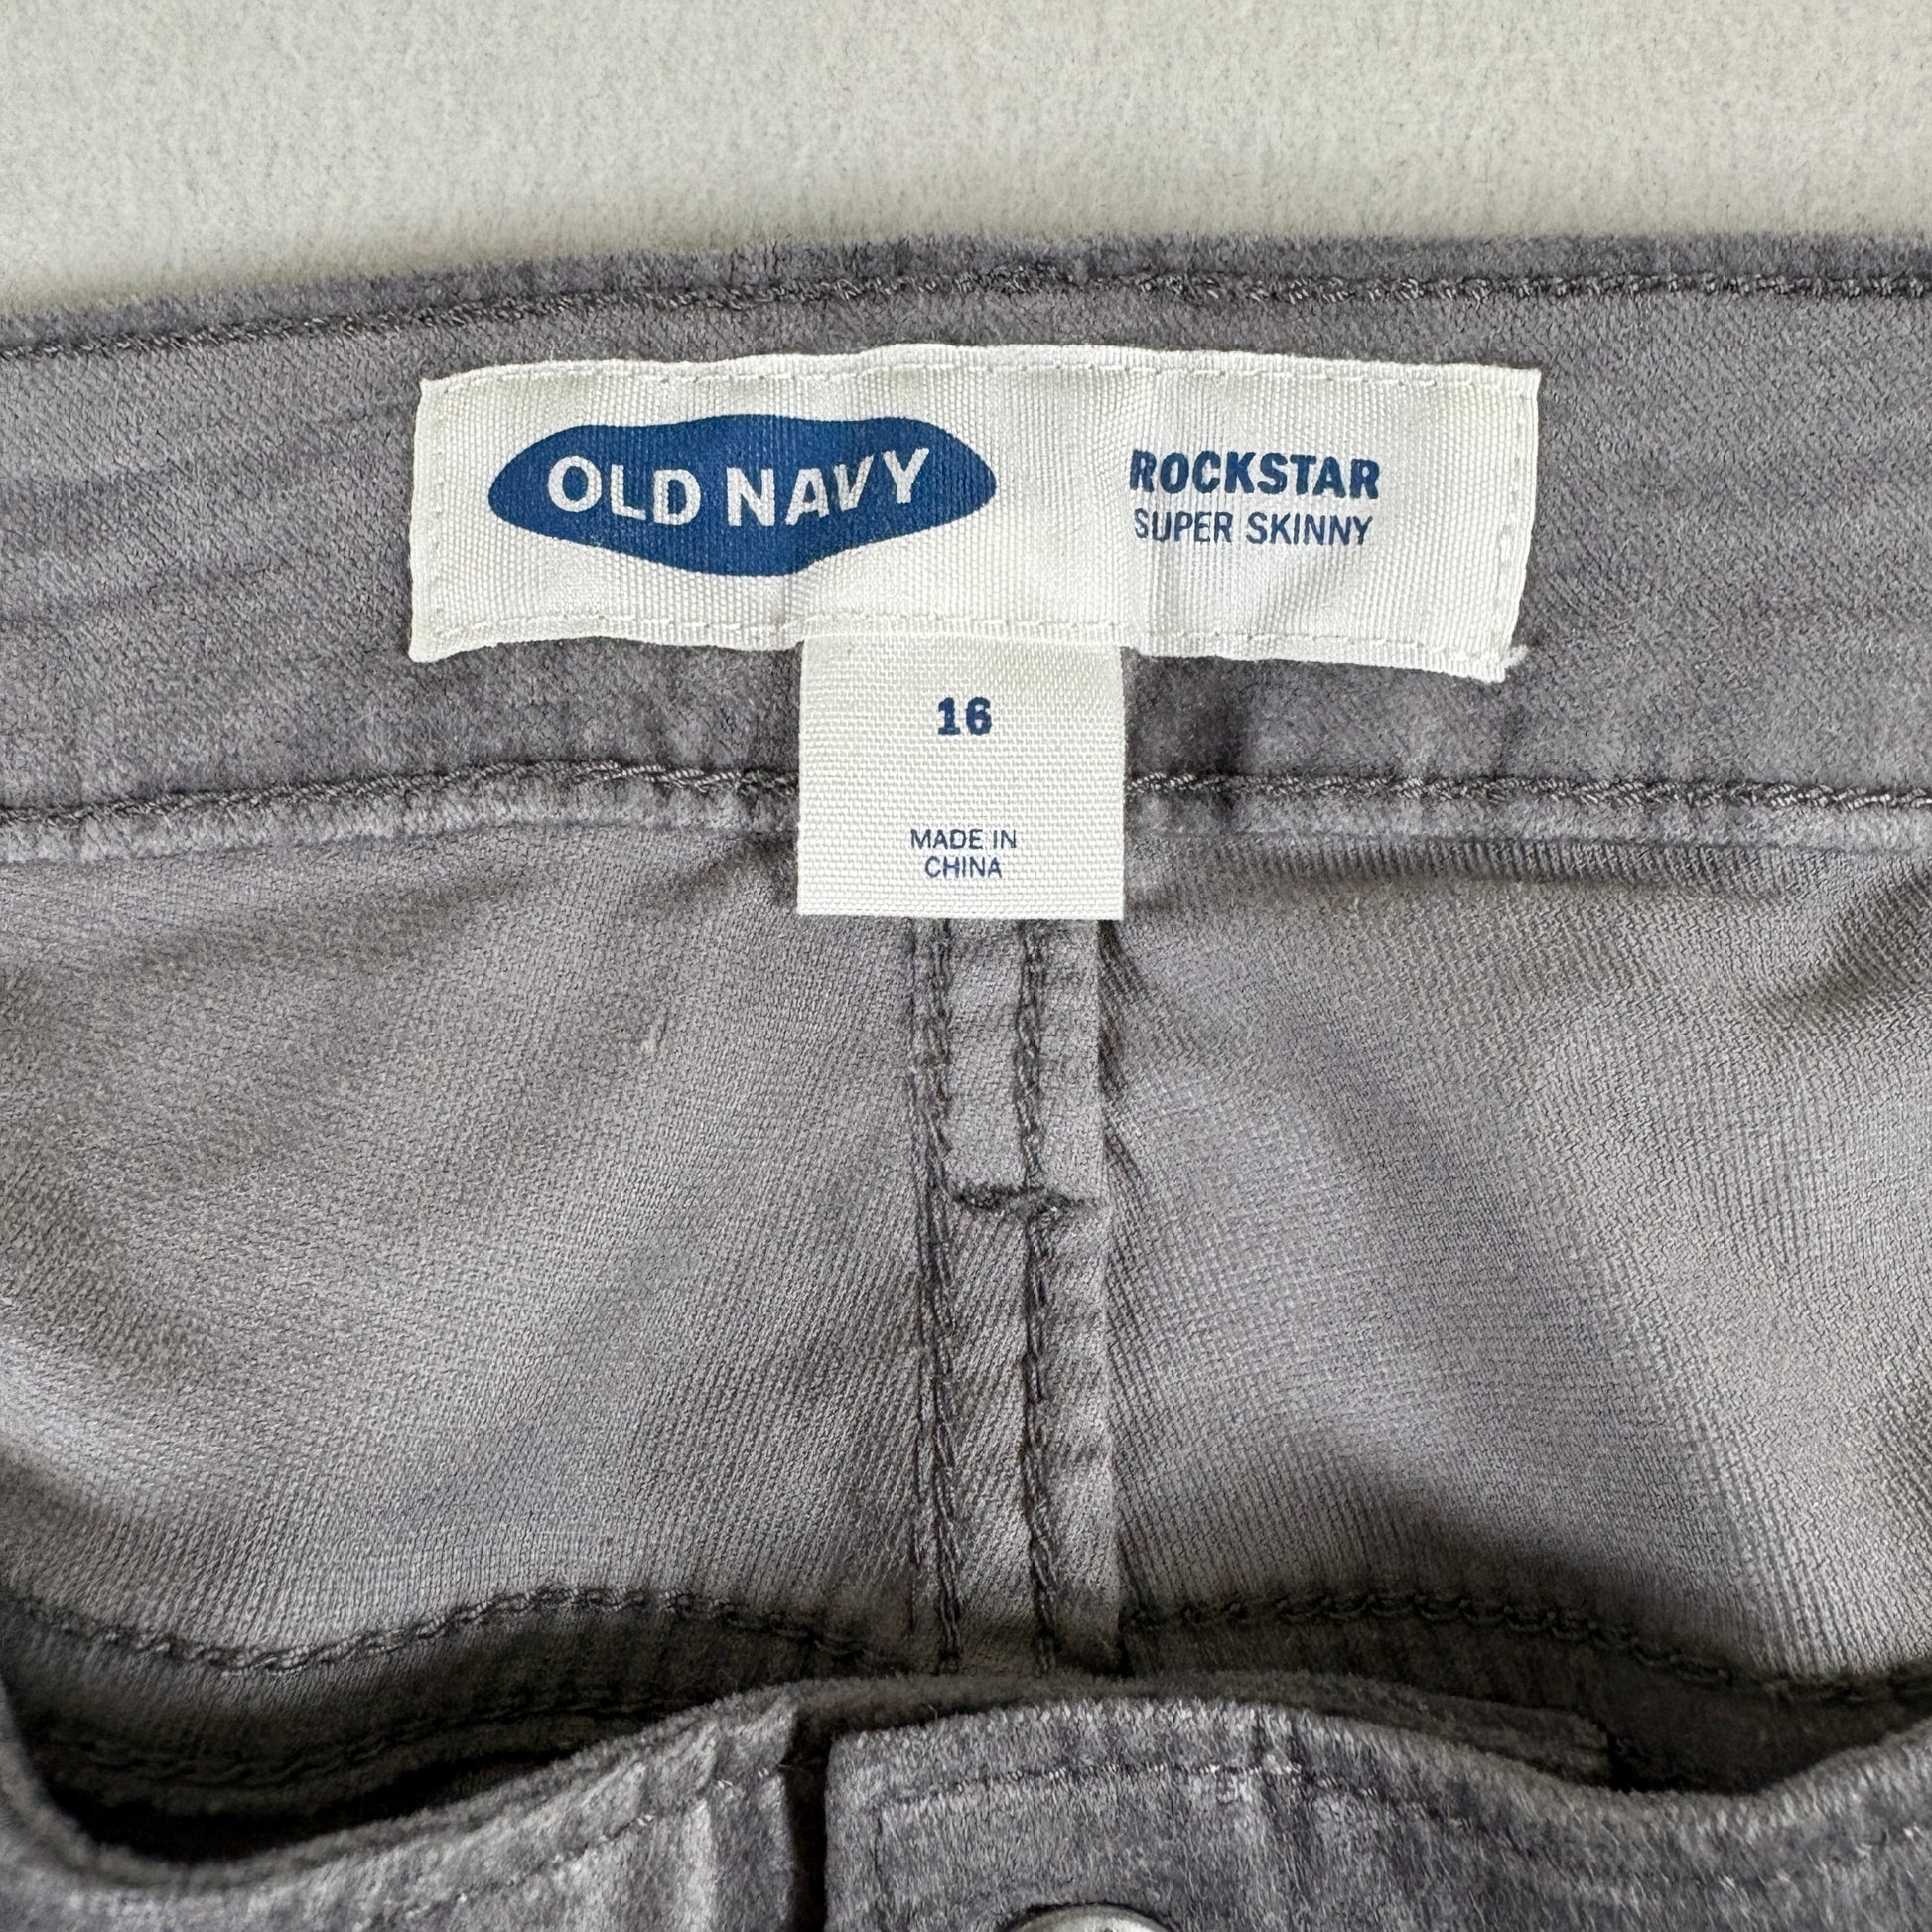 OLD NAVY
ROCKSTAR
SUPER SKINNY
16
MADE IN
CHINA